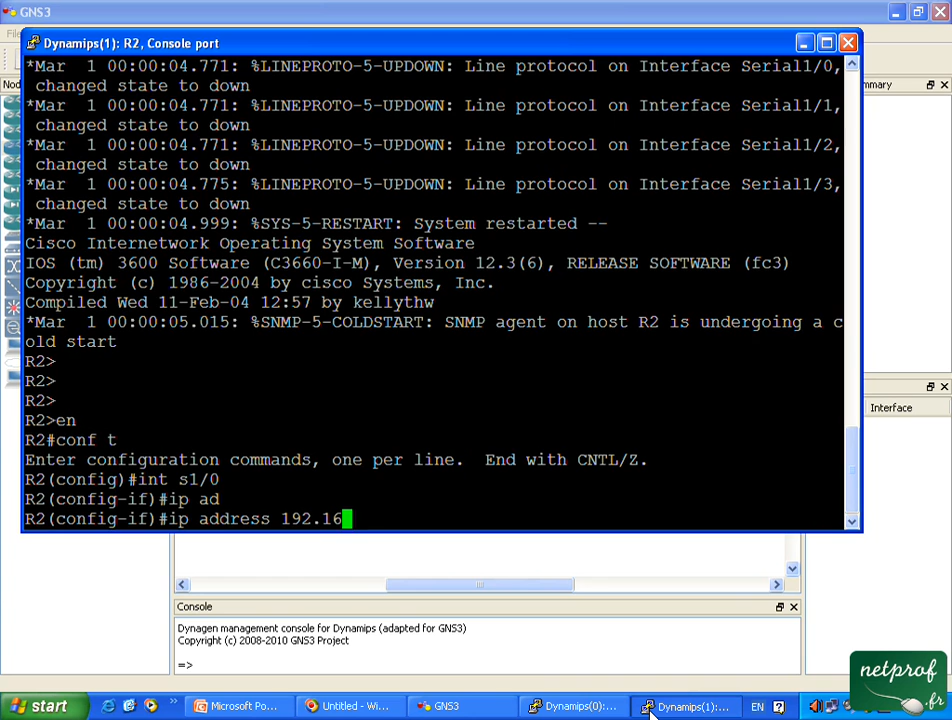 GNS3
Dynamips(1): R2, Console port
*Mar  1 00:00:04.771: %LINEPROTO-5-UPDOWN: Line protocol on Interface Serial1/0,
changed state to down
*Mar  1 00:00:04.771: %LINEPROTO-5-UPDOWN: Line protocol on Interface Serial1/1,
changed state to down
*Mar  1 00:00:04.771: %LINEPROTO-5-UPDOWN: Line protocol on Interface Serial1/2,
changed state to down
*Mar  1 00:00:04.775: %LINEPROTO-5-UPDOWN: Line protocol on Interface Serial1/3,
changed state to down
*Mar  1 00:00:04.999: %SYS-5-RESTART: System restarted --
Cisco Internetwork Operating System Software
IOS (tm) 3600 Software (C3660-I-M), Version 12.3(6), RELEASE SOFTWARE (fc3)
Copyright (c) 1986-2004 by cisco Systems, Inc.
Compiled Wed 11-Feb-04 12:57 by kellythw
*Mar  1 00:00:05.015: %SNMP-5-COLDSTART: SNMP agent on host R2 is undergoing a c
old start
R2>
R2>
R2>
R2>en
R2#conf t
Enter configuration commands, one per line.  End with CNTL/Z.
R2(config)#int s1/0
R2(config-if)#ip ad
R2(config-if)#ip address 192.16
Fi
Nod
mmary
Interface
Console
Dynagen management console for Dynamips (adapted for GNS3)
Copyright (c) 2008-2010 GNS3 Project
=>
start
Microsoft Po...
Untitled - Wi...
GNS3
Dynamips(0):...
Dynamips(1):...
EN
netprof
.fr